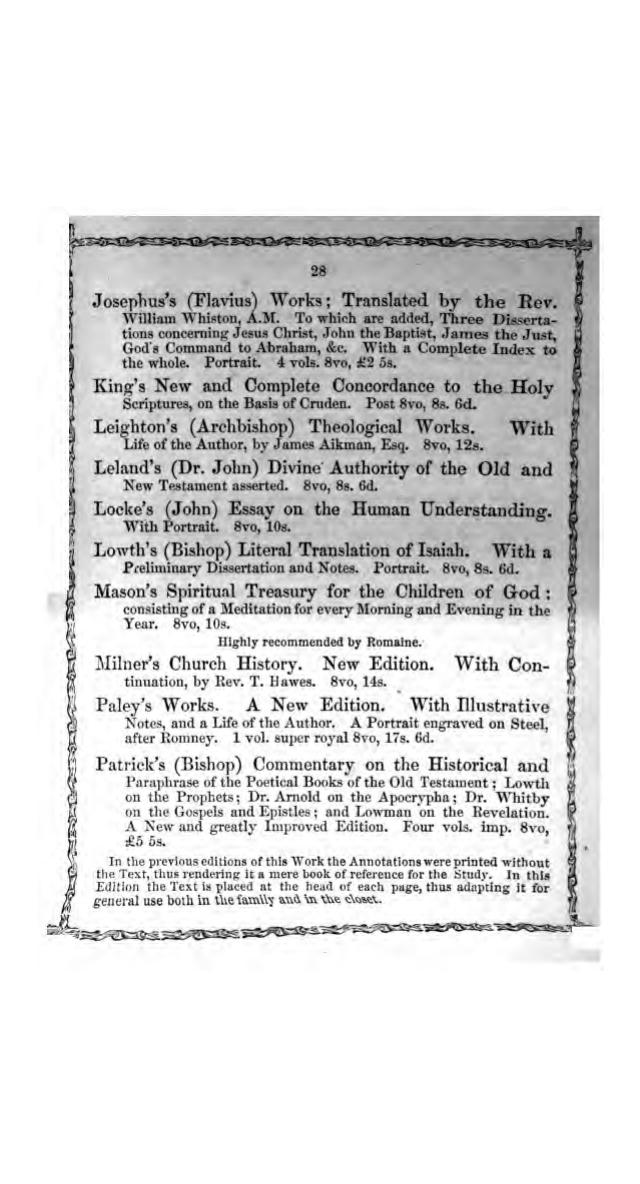 28
Josephus's (Flavius) Works; Translated by the Rev.
William Whiston, A.M. To which are added, Three Disserta-
tions concerning Jesus Christ, John the Baptist, James the Just,
God's Command to Abraham, &c. With a Complete Index to
the whole. Portrait. 4 vols. 8vo, £2 5s.
King's New and Complete Concordance to the Holy
Scriptures, on the Basis of Cruden. Post 8vo, 8s. 6d.
Leighton's (Archbishop) Theological Works. With
Life of the Author, by James Aikman, Esq. 8vo, 12s.
Leland's (Dr. John) Divine Authority of the Old and
New Testament asserted. 8vo, 8s. 6d.
Locke's (John) Essay on the Human Understanding.
With Portrait. 8vo, 10s.
Lowth's (Bishop) Literal Translation of Isaiah. With a
Preliminary Dissertation and Notes. Portrait. 8vo, 8s. 6d.
Mason's Spiritual Treasury for the Children of God:
consisting of a Meditation for every Morning and Evening in the
Year. 8vo, 10s.
Highly recommended by Romaine.
Milner's Church History. New Edition. With Con-
tinuation, by Rev. T. Hawes. 8vo, 14s.
Paley's Works. A New Edition. With Illustrative
Notes, and a Life of the Author. A Portrait engraved on Steel,
after Romney. 1 vol. super royal 8vo, 17s. 6d.
Patrick's (Bishop) Commentary on the Historical and
Paraphrase of the Poetical Books of the Old Testament; Lowth
on the Prophets; Dr. Arnold on the Apocrypha; Dr. Whitby
on the Gospels and Epistles; and Lowman on the Revelation.
A New and greatly Improved Edition. Four vols. imp. 8vo,
£5 5s.
In the previous editions of this Work the Annotations were printed without
the Text, thus rendering it a mere book of reference for the Study. In this
Edition the Text is placed at the head of each page, thus adapting it for
general use both in the family and in the closet.